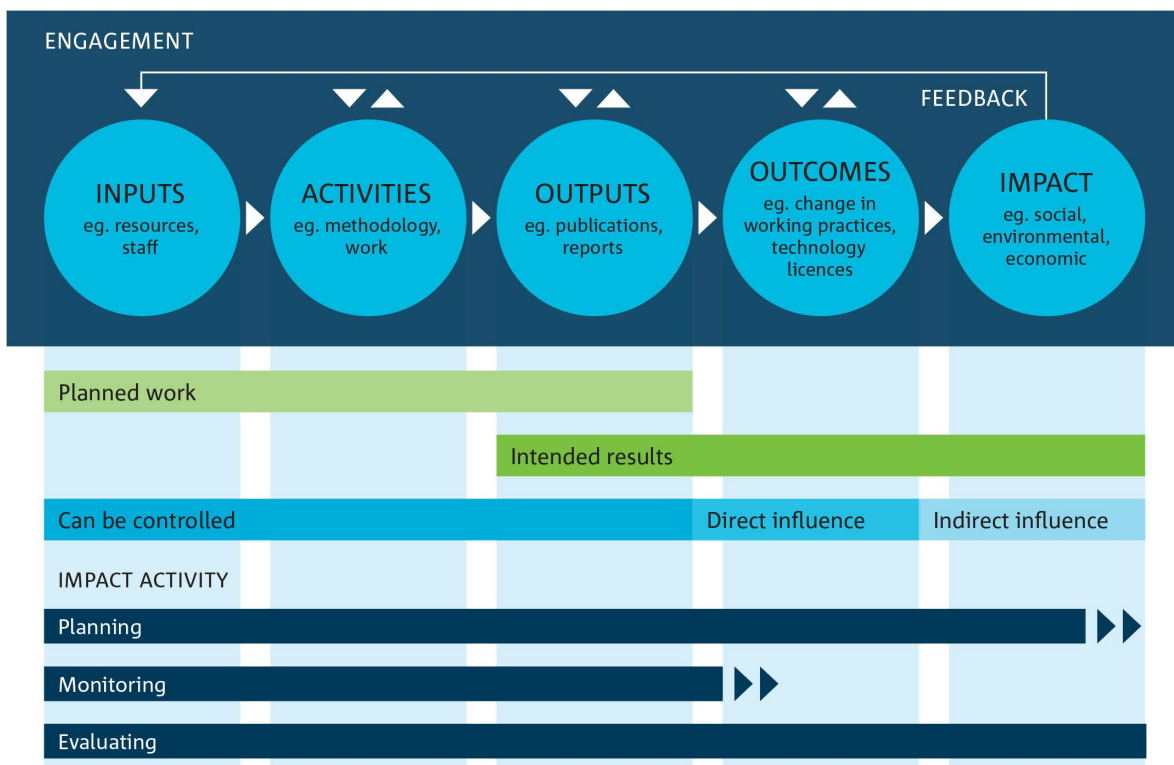 ENGAGEMENT
FEEDBACK
INPUTS
eg. resources,
staff
ACTIVITIES
eg. methodology,
work
OUTPUTS
eg. publications,
reports
OUTCOMES
eg. change in
working practices,
technology
licences
IMPACT
eg. social,
environmental,
economic
Planned work
Intended results
Can be controlled
Direct influence
Indirect influence
IMPACT ACTIVITY
Planning
Monitoring
Evaluating